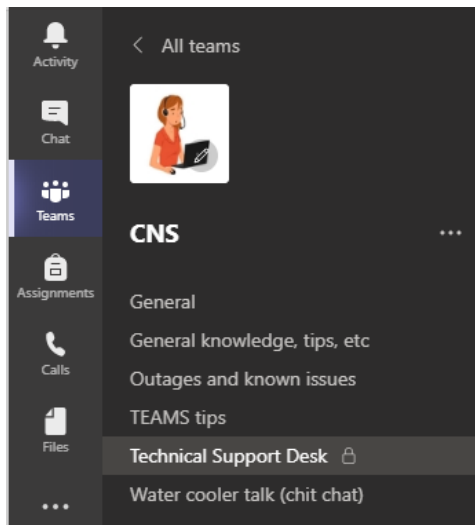 Activity
Chat
Teams
Assignments
Calls
Files
All teams
CNS
General
General knowledge, tips, etc
Outages and known issues
TEAMS tips
Technical Support Desk
Water cooler talk (chit chat)